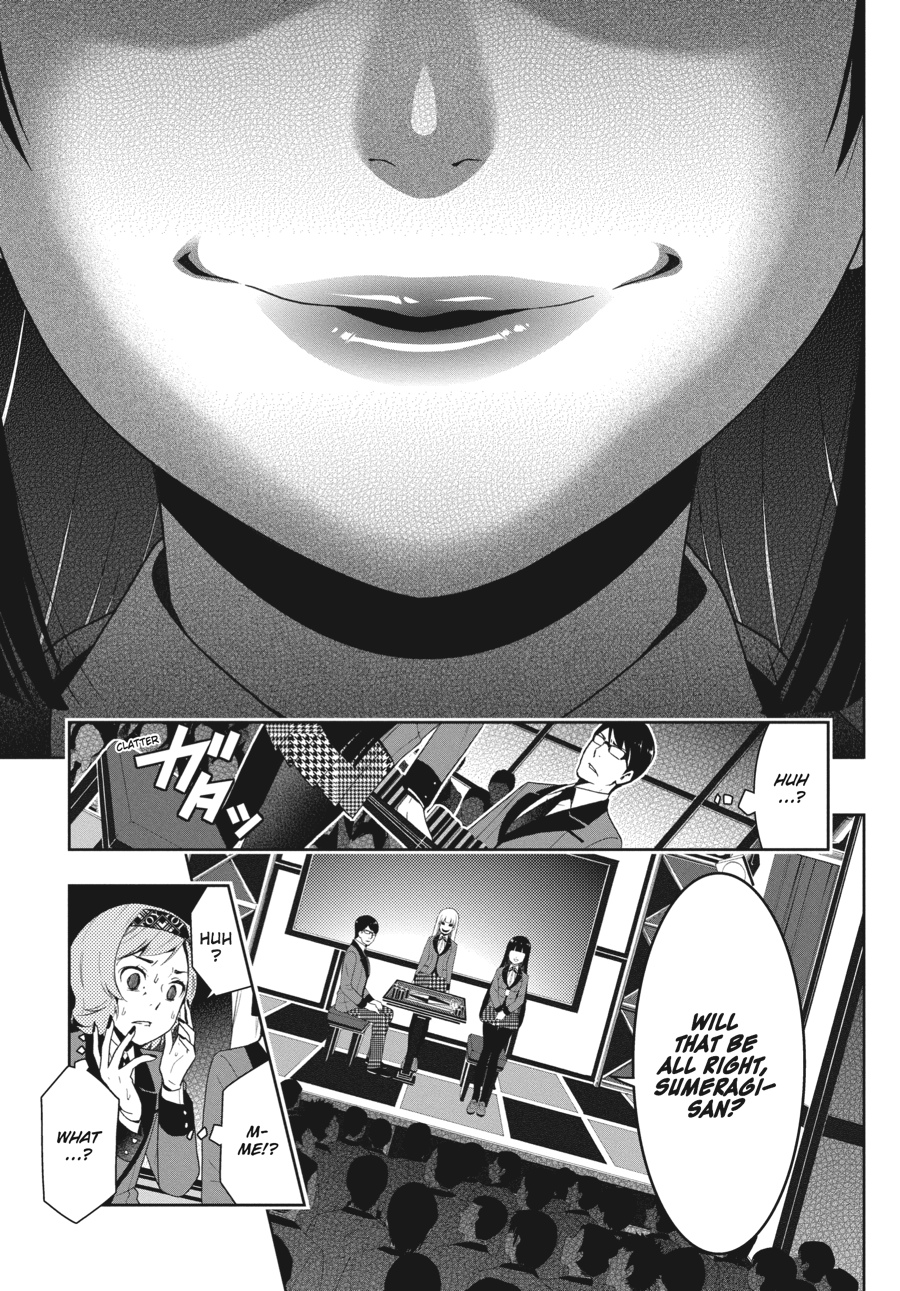 HUH
...?
CLATTER
ガタッ
WILL
THAT BE
ALL RIGHT,
SUMERAGI-
SAN?
HUH
?
M-
ME!?
WHAT
...?